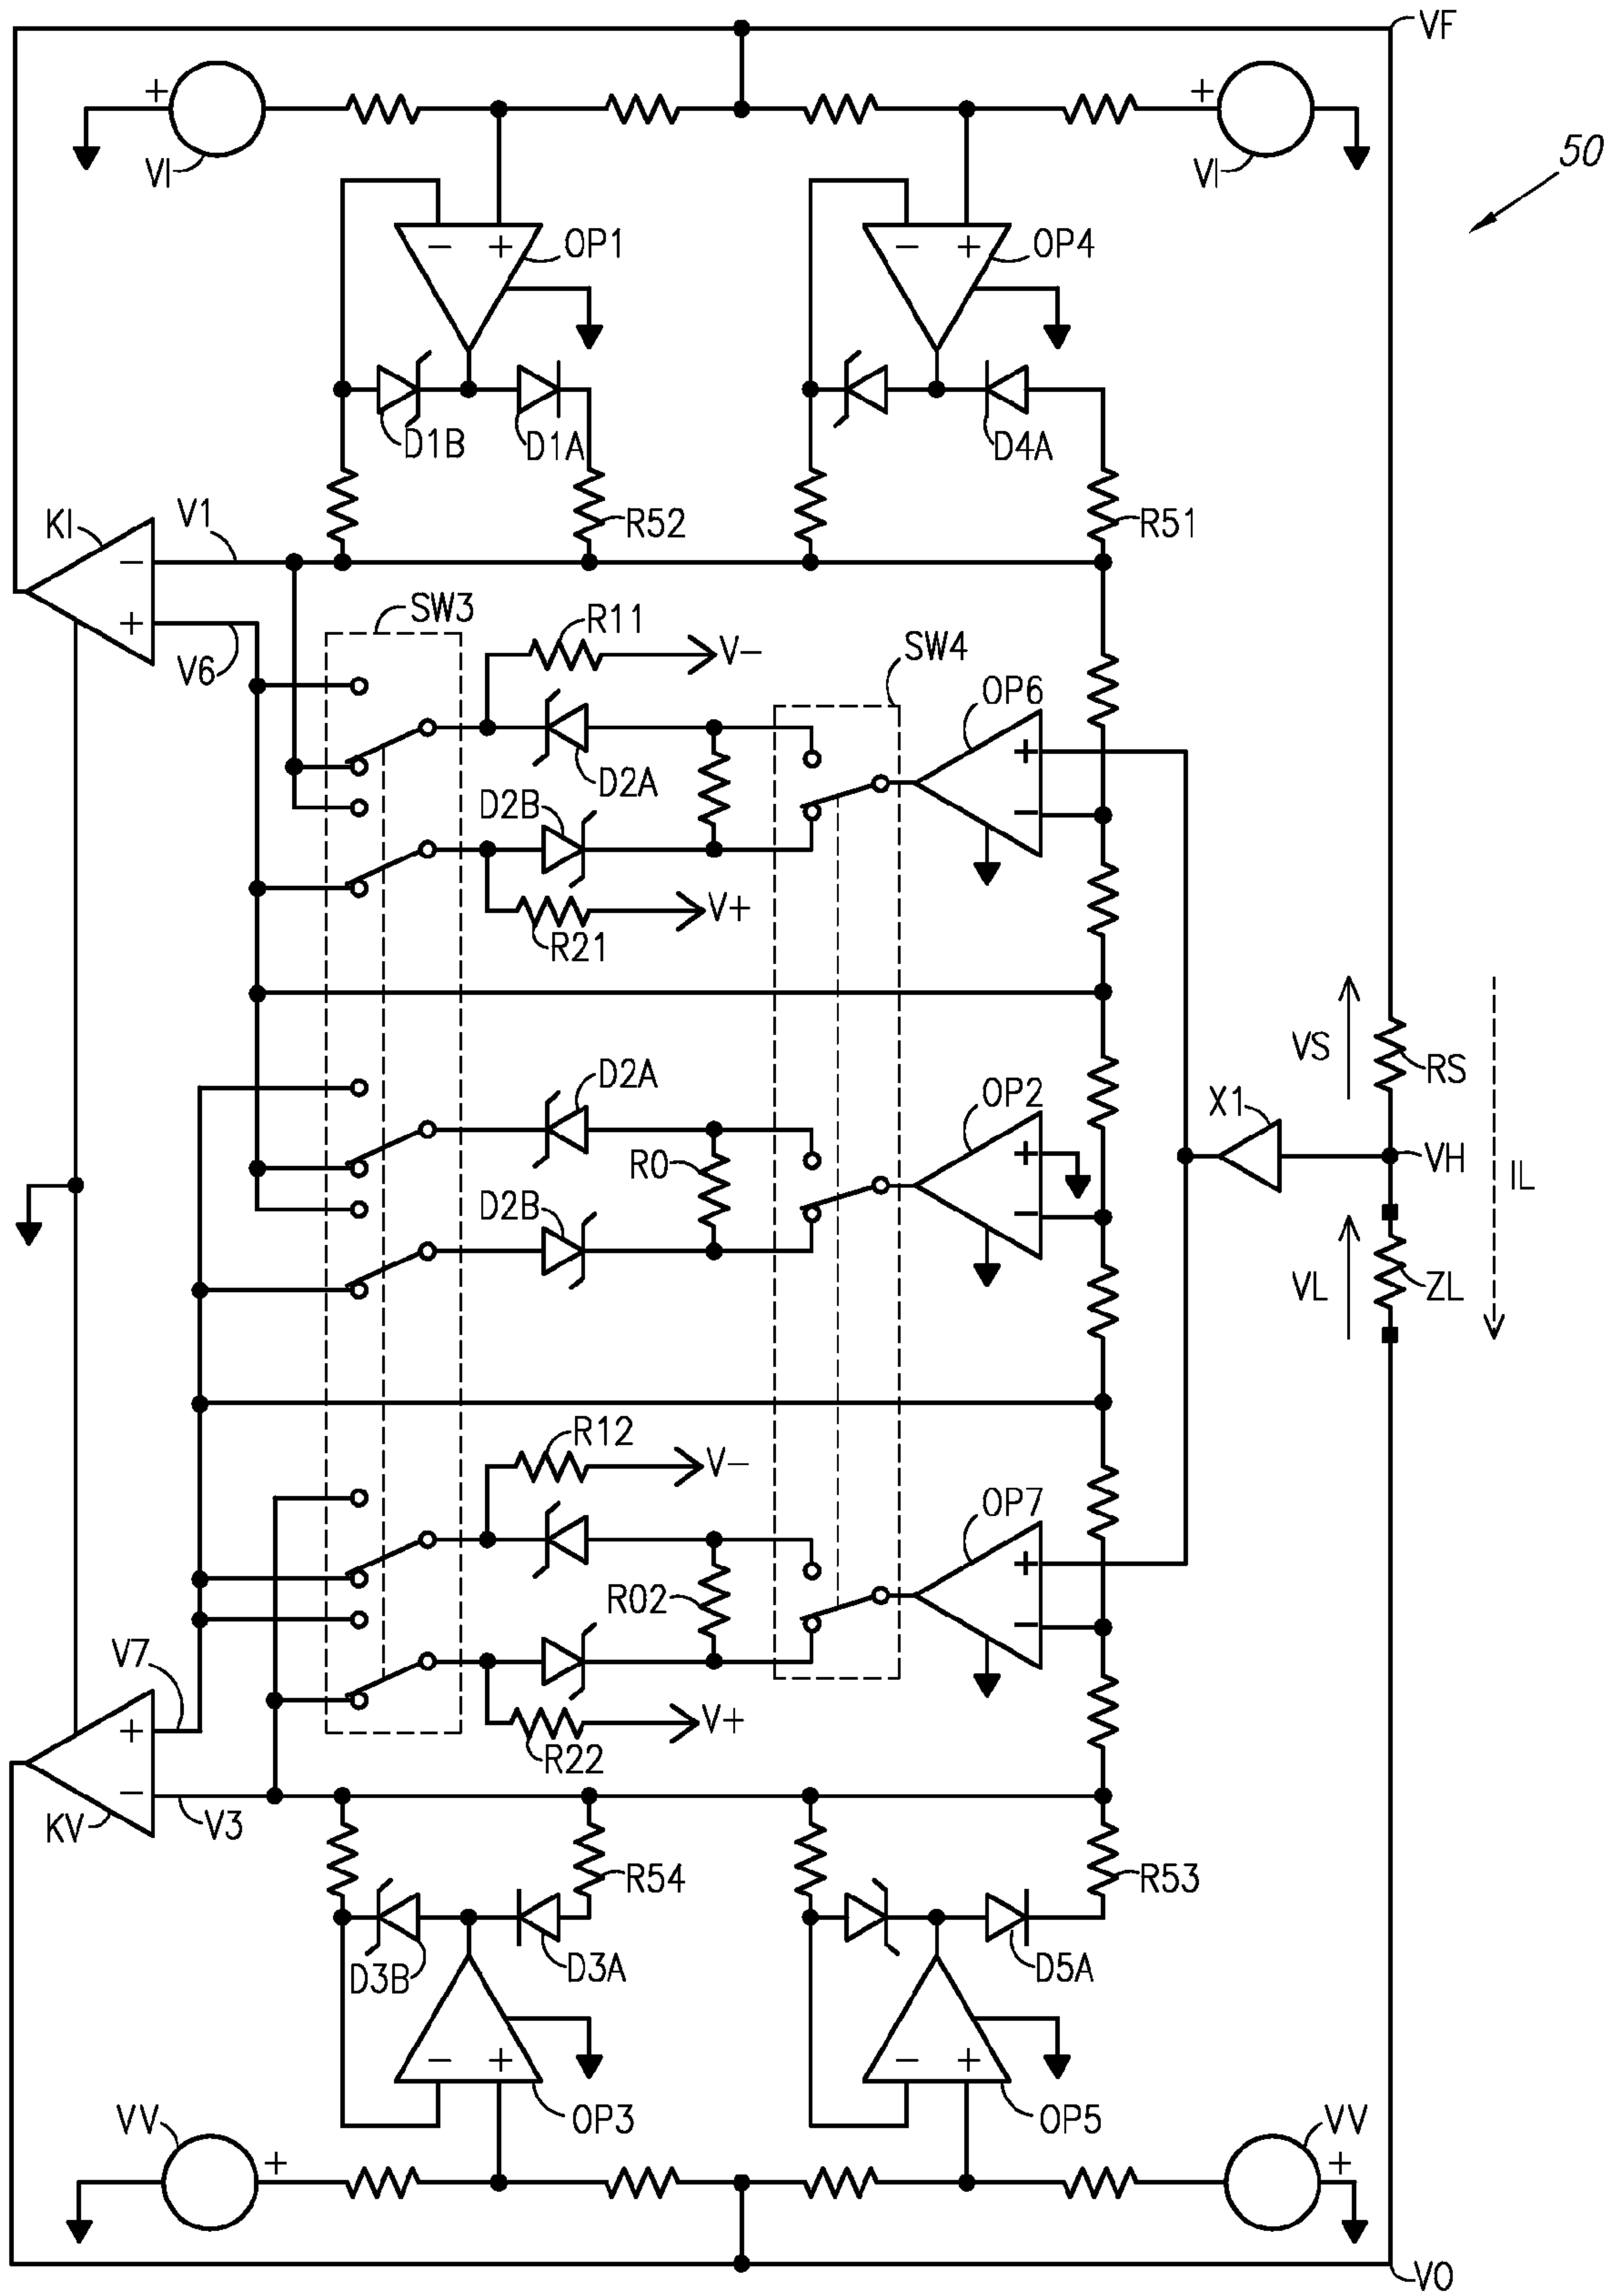 VF
+
+
VI
VI
50
− + OP1
− + OP4
D1B
D1A
D4A
KI
V1
R52
R51
−
+
SW3
R11
V−
SW4
V6
OP6
+
D2A
D2B
−
V+
R21
VS
RS
D2A
OP2
X1
+
R0
VH
IL
D2B
−
VL
ZL
R12
V−
OP7
+
R02
V7
−
+
V+
R22
−
KV
V3
R54
R53
D3B
D3A
D5A
− +
− +
OP3
OP5
VV
VV
+
+
VO